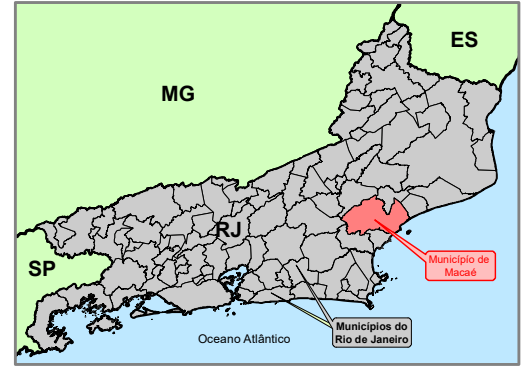 ES
MG
RJ
SP
Município de
Macaé
Municípios do
Rio de Janeiro
Oceano Atlântico